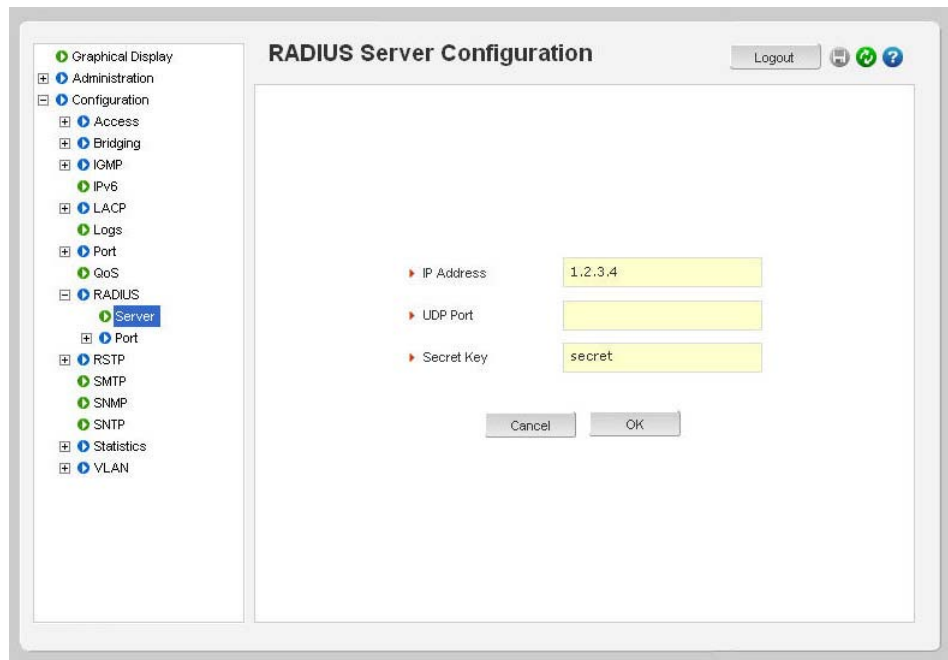 RADIUS Server Configuration
Logout
Graphical Display
Administration
Configuration
Access
Bridging
IGMP
IPv6
LACP
Logs
Port
QoS
RADIUS
Server
Port
RSTP
SMTP
SNMP
SNTP
Statistics
VLAN
IP Address 1.2.3.4
UDP Port
Secret Key secret
Cancel OK